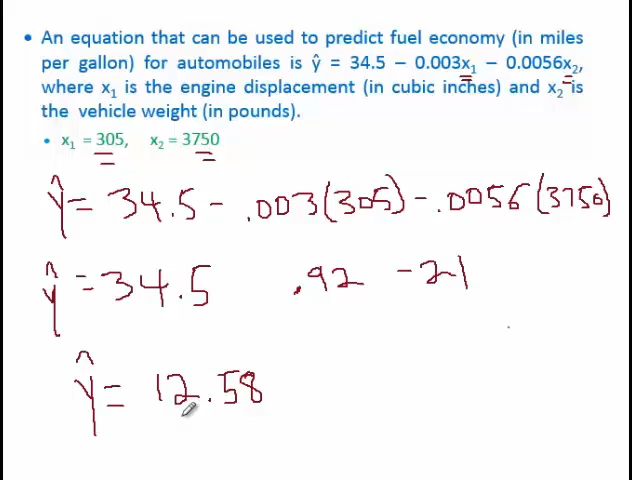 An equation that can be used to predict fuel economy (in miles
per gallon) for automobiles is ŷ = 34.5 – 0.003x₁ – 0.0056x₂,
where x₁ is the engine displacement (in cubic inches) and x₂ is
the vehicle weight (in pounds).
x₁ = 305, x₂ = 3750
ŷ = 34.5 - .003(305) - .0056(3750)
ŷ = 34.5 .92 - 21
ŷ = 12.58